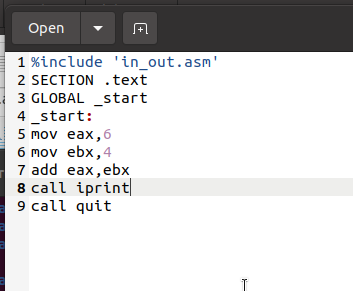 Open
1 %include 'in_out.asm'
2 SECTION .text
3 GLOBAL _start
4 _start:
5 mov eax,6
6 mov ebx,4
7 add eax,ebx
8 call iprint
9 call quit